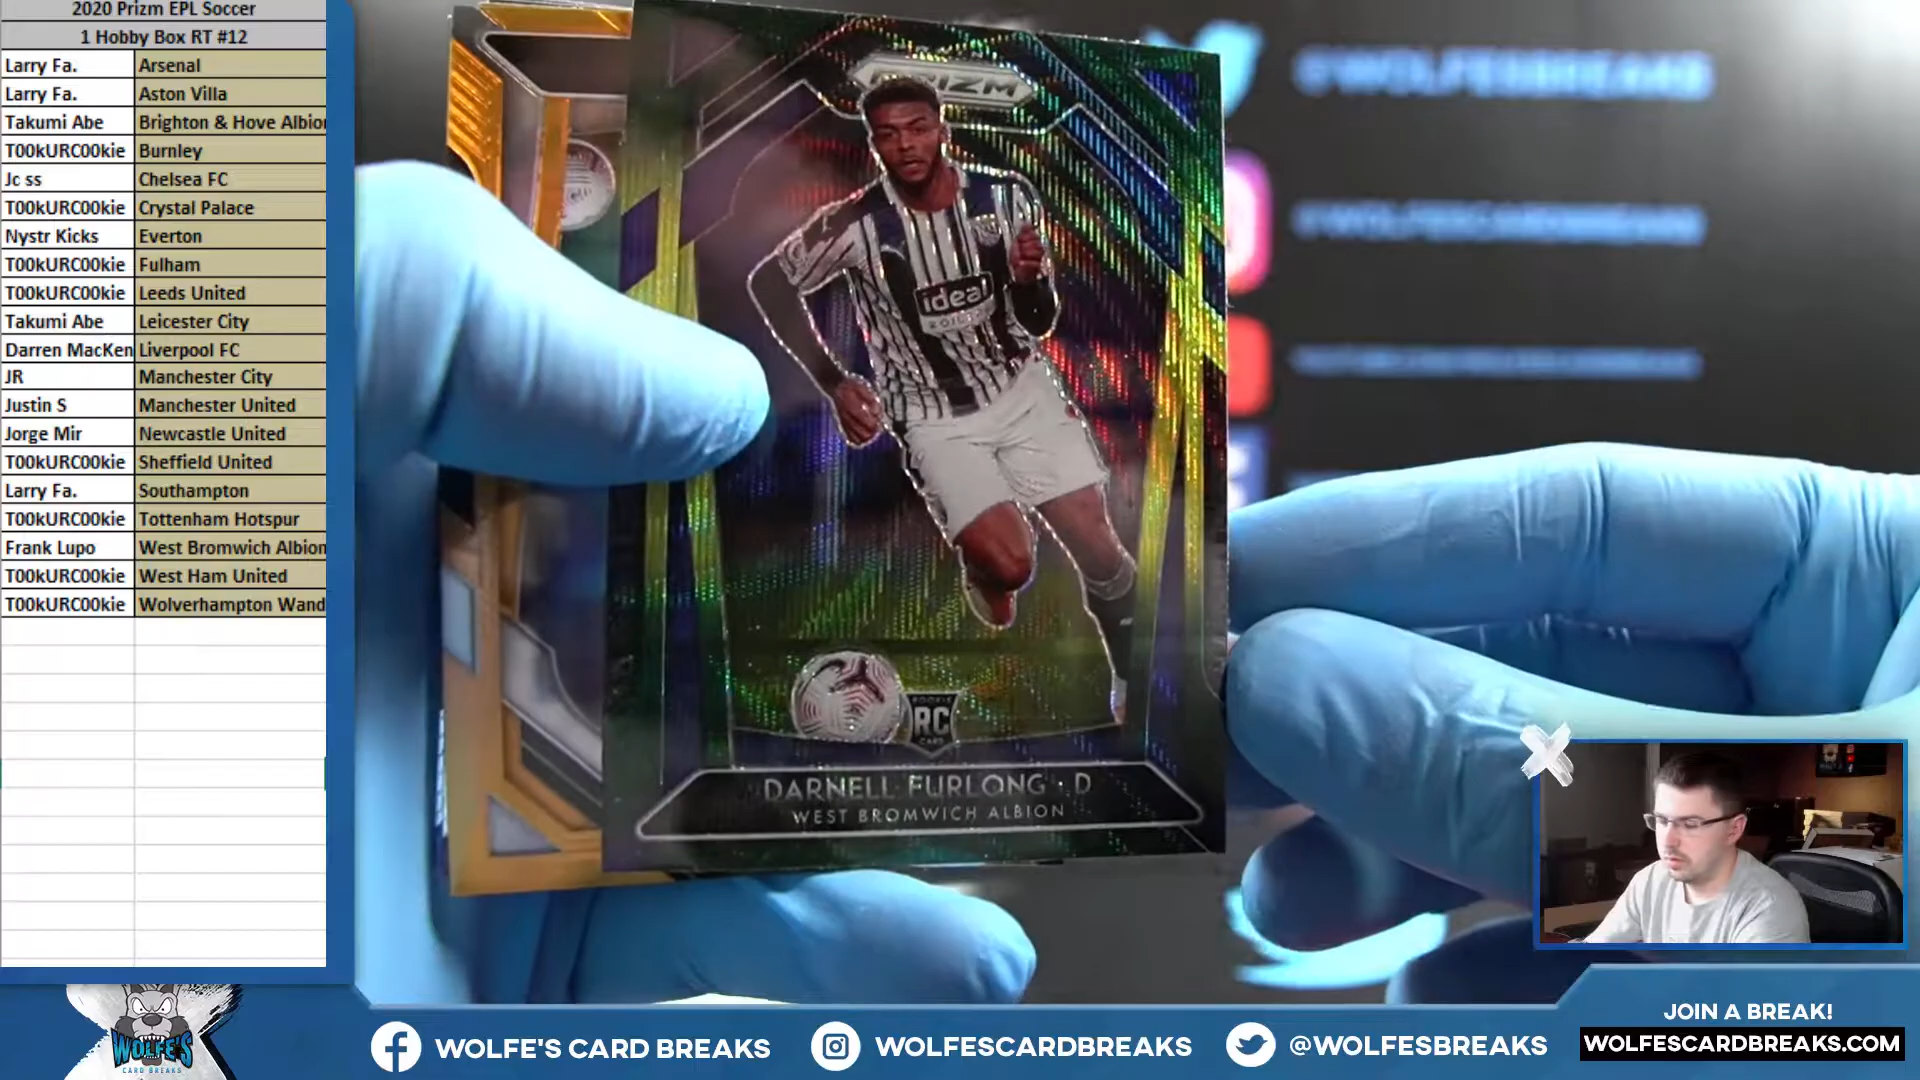 2020 Prizm EPL Soccer
1 Hobby Box RT #12
Larry Fa. Arsenal
Larry Fa. Aston Villa
Takumi Abe Brighton & Hove Albion
T00kURC00kie Burnley
Jc ss Chelsea FC
T00kURC00kie Crystal Palace
Nystr Kicks Everton
T00kURC00kie Fulham
T00kURC00kie Leeds United
Takumi Abe Leicester City
Darren MacKen Liverpool FC
JR Manchester City
Justin S Manchester United
Jorge Mir Newcastle United
T00kURC00kie Sheffield United
Larry Fa. Southampton
T00kURC00kie Tottenham Hotspur
Frank Lupo West Bromwich Albion
T00kURC00kie West Ham United
T00kURC00kie Wolverhampton Wand
PRIZM
ideal
ROOKIE
RC
CARD
DARNELL FURLONG · D
WEST BROMWICH ALBION
@WOLFESBREAKS
@WOLFESCARDBREAKS
WOLFE'S
CARD BREAKS
WOLFE'S CARD BREAKS
WOLFESCARDBREAKS
@WOLFESBREAKS
JOIN A BREAK!
WOLFESCARDBREAKS.COM